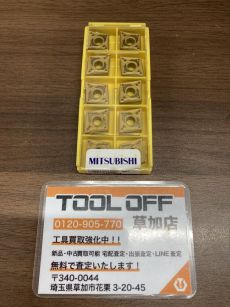 MITSUBISHI
TOOL OFF
0120-905-770 草加店
工具買取強化中！！
新品・中古買取可能 宅配査定・出張査定・LINE査定
無料で査定いたします！
〒340-0044
埼玉県草加市花栗 3-20-45